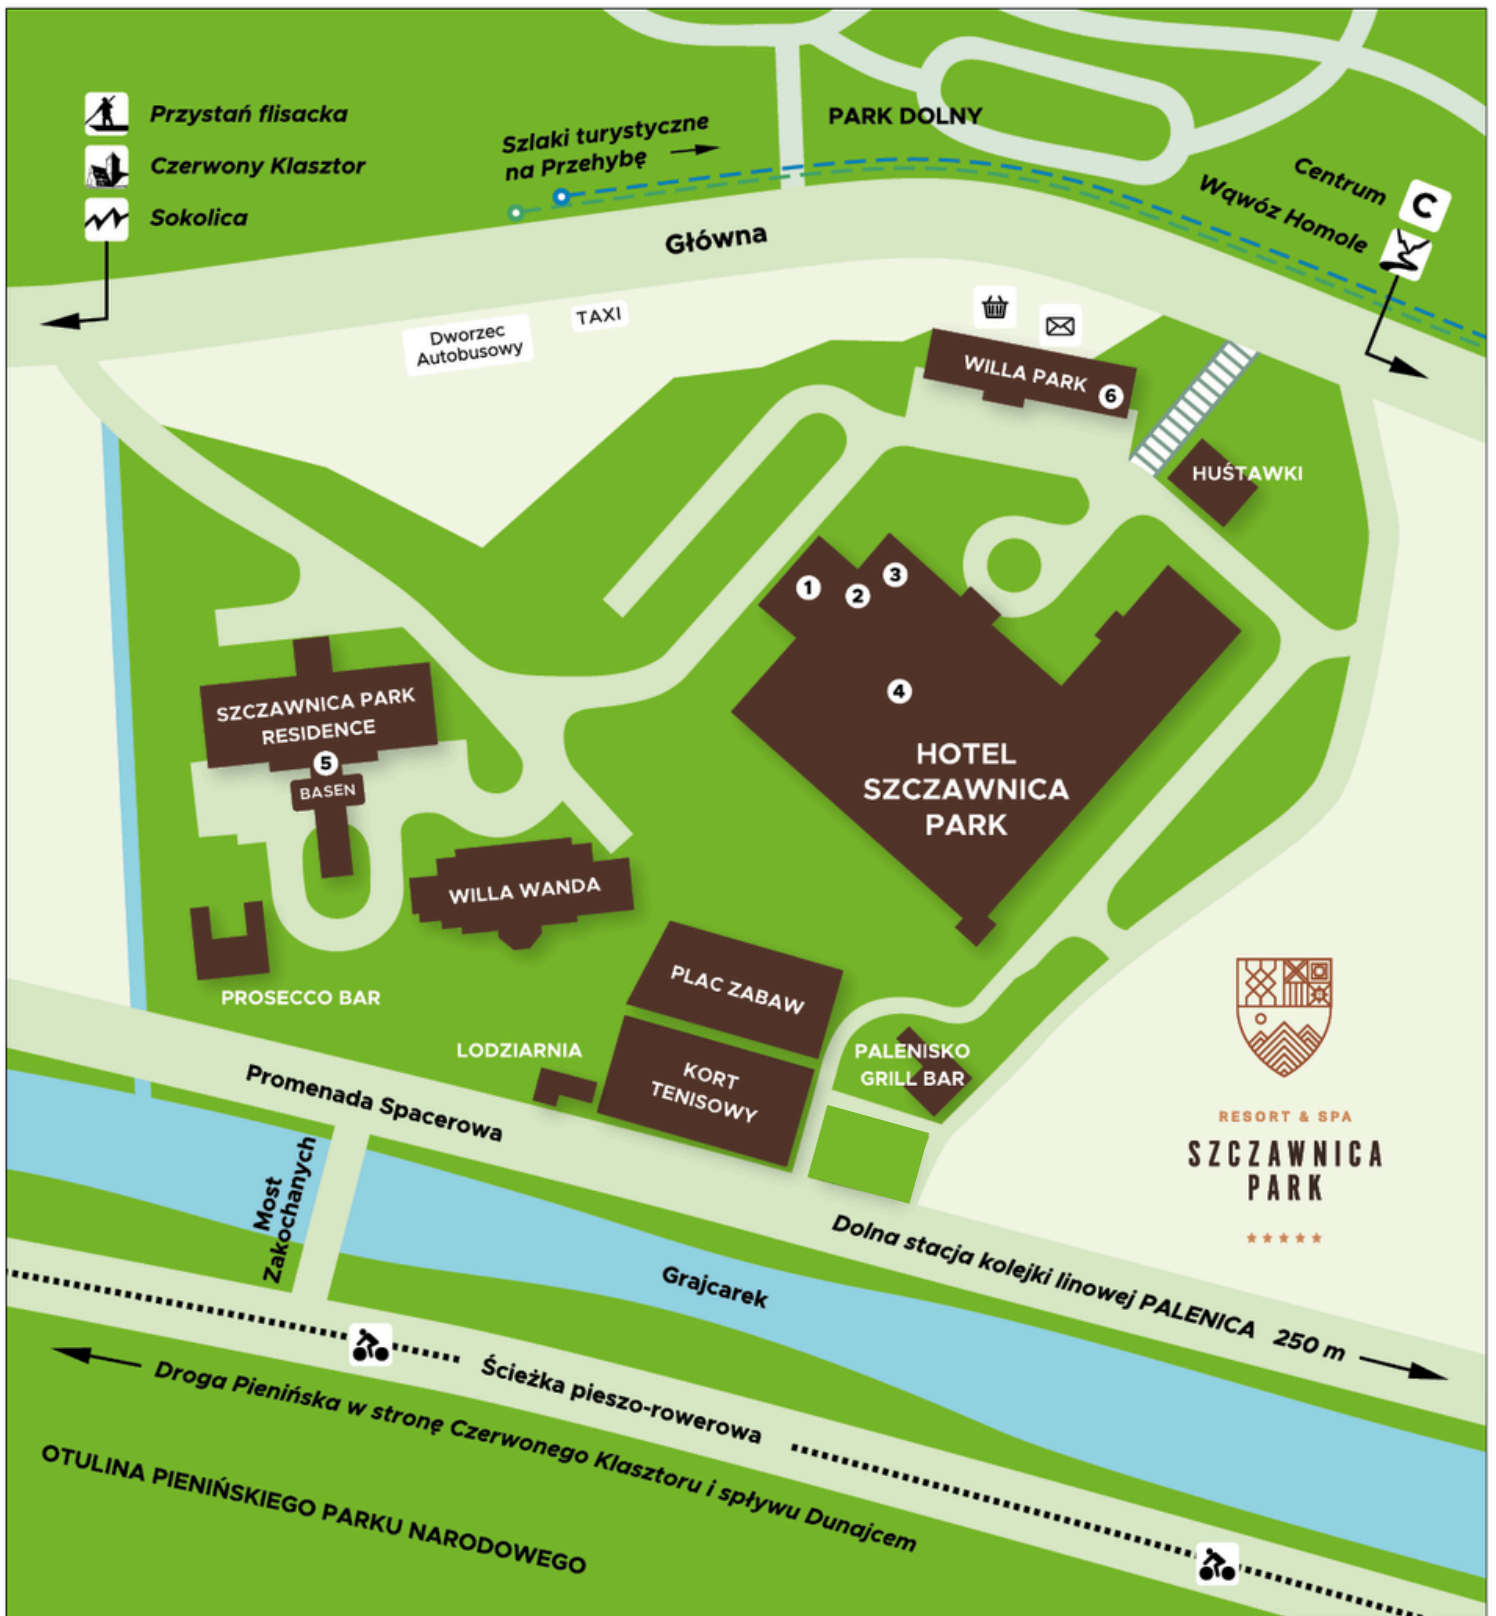 Przystań flisacka
Czerwony Klasztor
Sokolica
Szlaki turystyczne
na Przehybę
PARK DOLNY
Centrum
C
Wąwóz Homole
Główna
Dworzec
Autobusowy
TAXI
WILLA PARK
6
HUŚTAWKI
1
2
3
4
HOTEL
SZCZAWNICA
PARK
SZCZAWNICA PARK
RESIDENCE
5
BASEN
WILLA WANDA
PROSECCO BAR
PLAC ZABAW
LODZIARNIA
KORT
TENISOWY
PALENISKO
GRILL BAR
RESORT & SPA
SZCZAWNICA
PARK
Promenada Spacerowa
Most
Zakochanych
Dolna stacja kolejki linowej PALENICA 250 m
Grajcarek
Ścieżka pieszo-rowerowa
Droga Pienińska w stronę Czerwonego Klasztoru i spływu Dunajcem
OTULINA PIENIŃSKIEGO PARKU NARODOWEGO